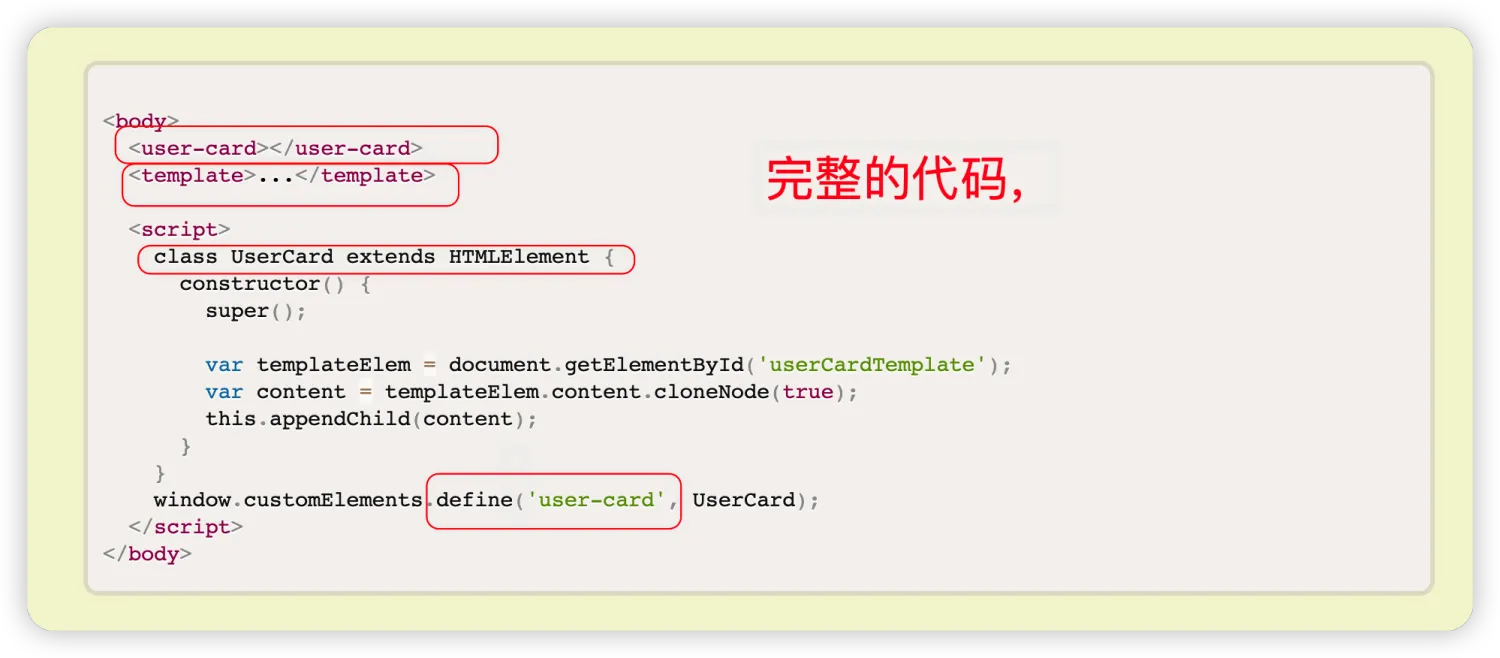 <body>
<user-card></user-card>
<template>...</template>
完整的代码,
<script>
class UserCard extends HTMLElement {
constructor() {
super();
var templateElem = document.getElementById('userCardTemplate');
var content = templateElem.content.cloneNode(true);
this.appendChild(content);
}
}
window.customElements.define('user-card', UserCard);
</script>
</body>